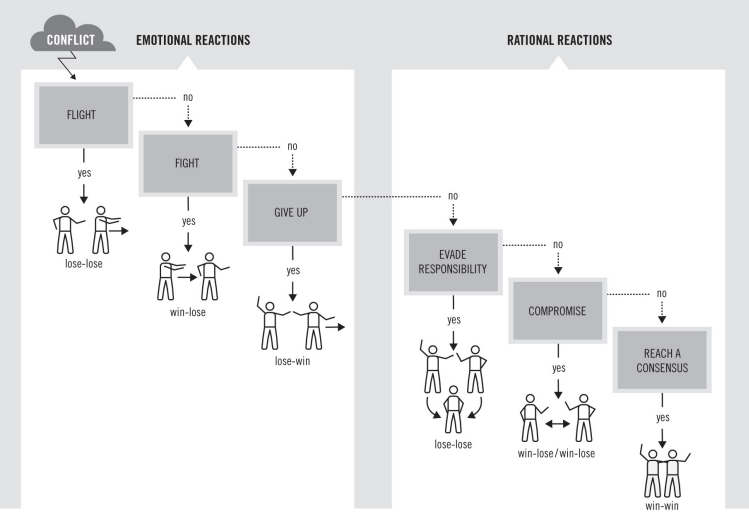 CONFLICT
EMOTIONAL REACTIONS
RATIONAL REACTIONS
FLIGHT
no
yes
lose-lose
FIGHT
no
yes
win-lose
GIVE UP
no
yes
lose-win
EVADE
RESPONSIBILITY
no
yes
lose-lose
COMPROMISE
no
yes
win-lose/win-lose
REACH A
CONSENSUS
yes
win-win